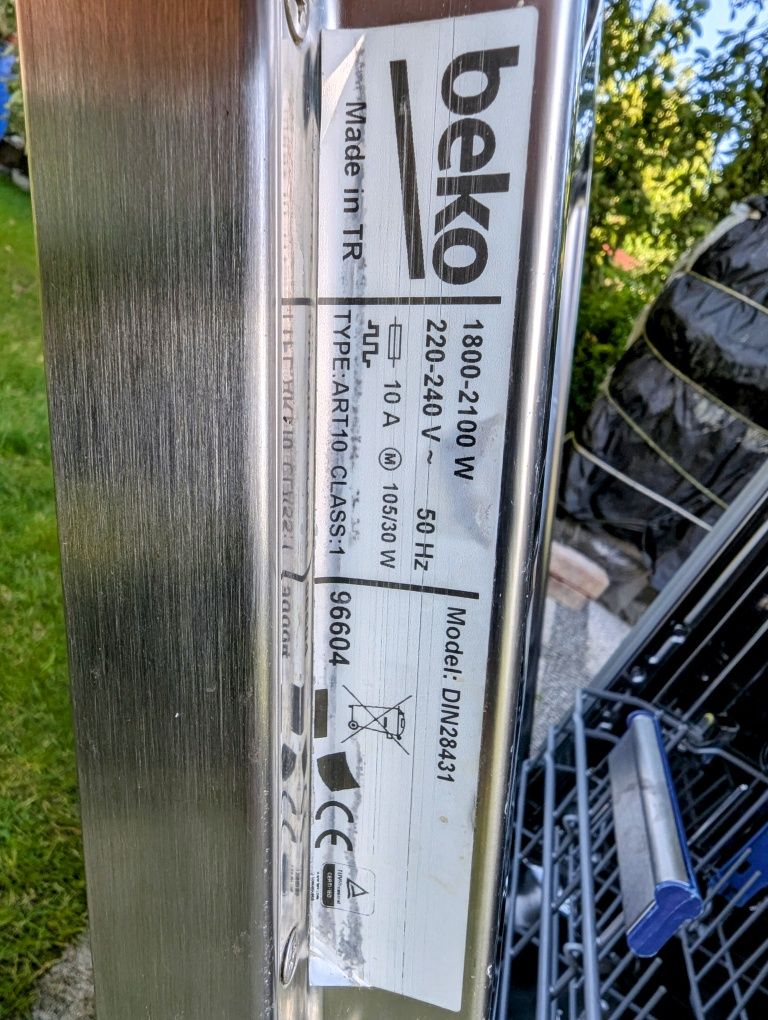 beko
Made in TR
1800-2100 W
220-240 V ~ 50 Hz
10 A M 105/30 W
TYPE:ART10 CLASS:1
Model: DIN28431
96604
CE